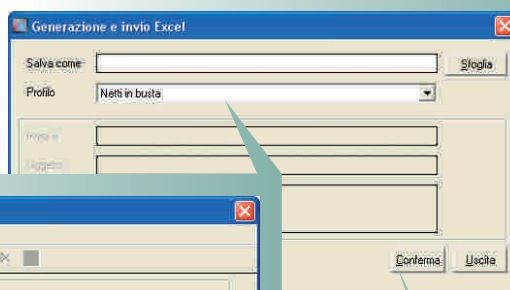 Generazione e invio Excel
Salva come
Sfoglia
Profilo
Netti in busta
Conferma
Uscita